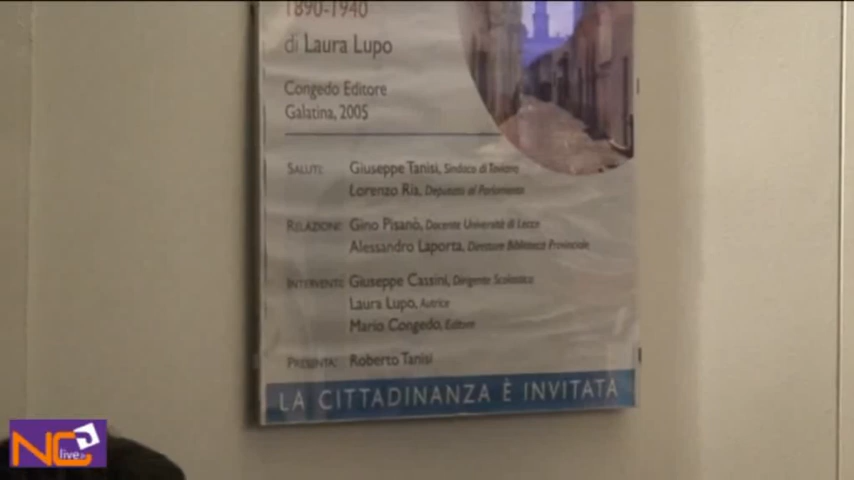 1890-1940
di Laura Lupo
Congedo Editore
Galatina, 2005
SALUTI: Giuseppe Tanisi, Sindaco di Taviano
Lorenzo Ria, Deputato al Parlamento
RELAZIONI: Gino Pisanò, Docente Università di Lecce
Alessandro Laporta, Direttore Biblioteca Provinciale
INTERVENTI: Giuseppe Cassini, Dirigente Scolastico
Laura Lupo, Autrice
Mario Congedo, Editore
PRESENTA: Roberto Tanisi
LA CITTADINANZA È INVITATA
NC
live